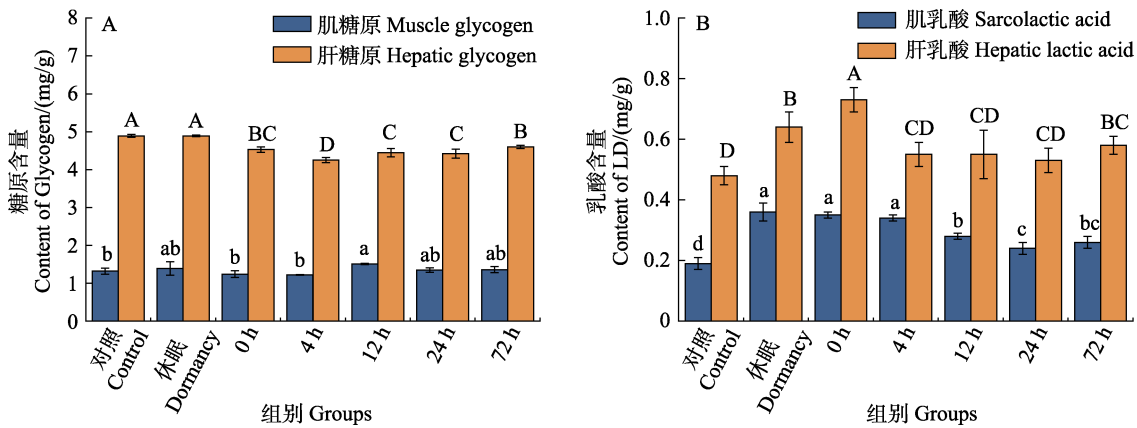 A
肌糖原 Muscle glycogen
肝糖原 Hepatic glycogen
糖原含量
Content of Glycogen/(mg/g)
8
7
6
5
4
3
2
1
0
A
A
BC
D
C
C
B
b
ab
b
b
a
ab
ab
对照
Control
休眠
Dormancy
0 h
4 h
12 h
24 h
72 h
组别 Groups
B
肌乳酸 Sarcolactic acid
肝乳酸 Hepatic lactic acid
乳酸含量
Content of LD/(mg/g)
1.0
0.8
0.6
0.4
0.2
0
D
B
A
CD
CD
CD
BC
d
a
a
a
b
c
bc
对照
Control
休眠
Dormancy
0 h
4 h
12 h
24 h
72 h
组别 Groups